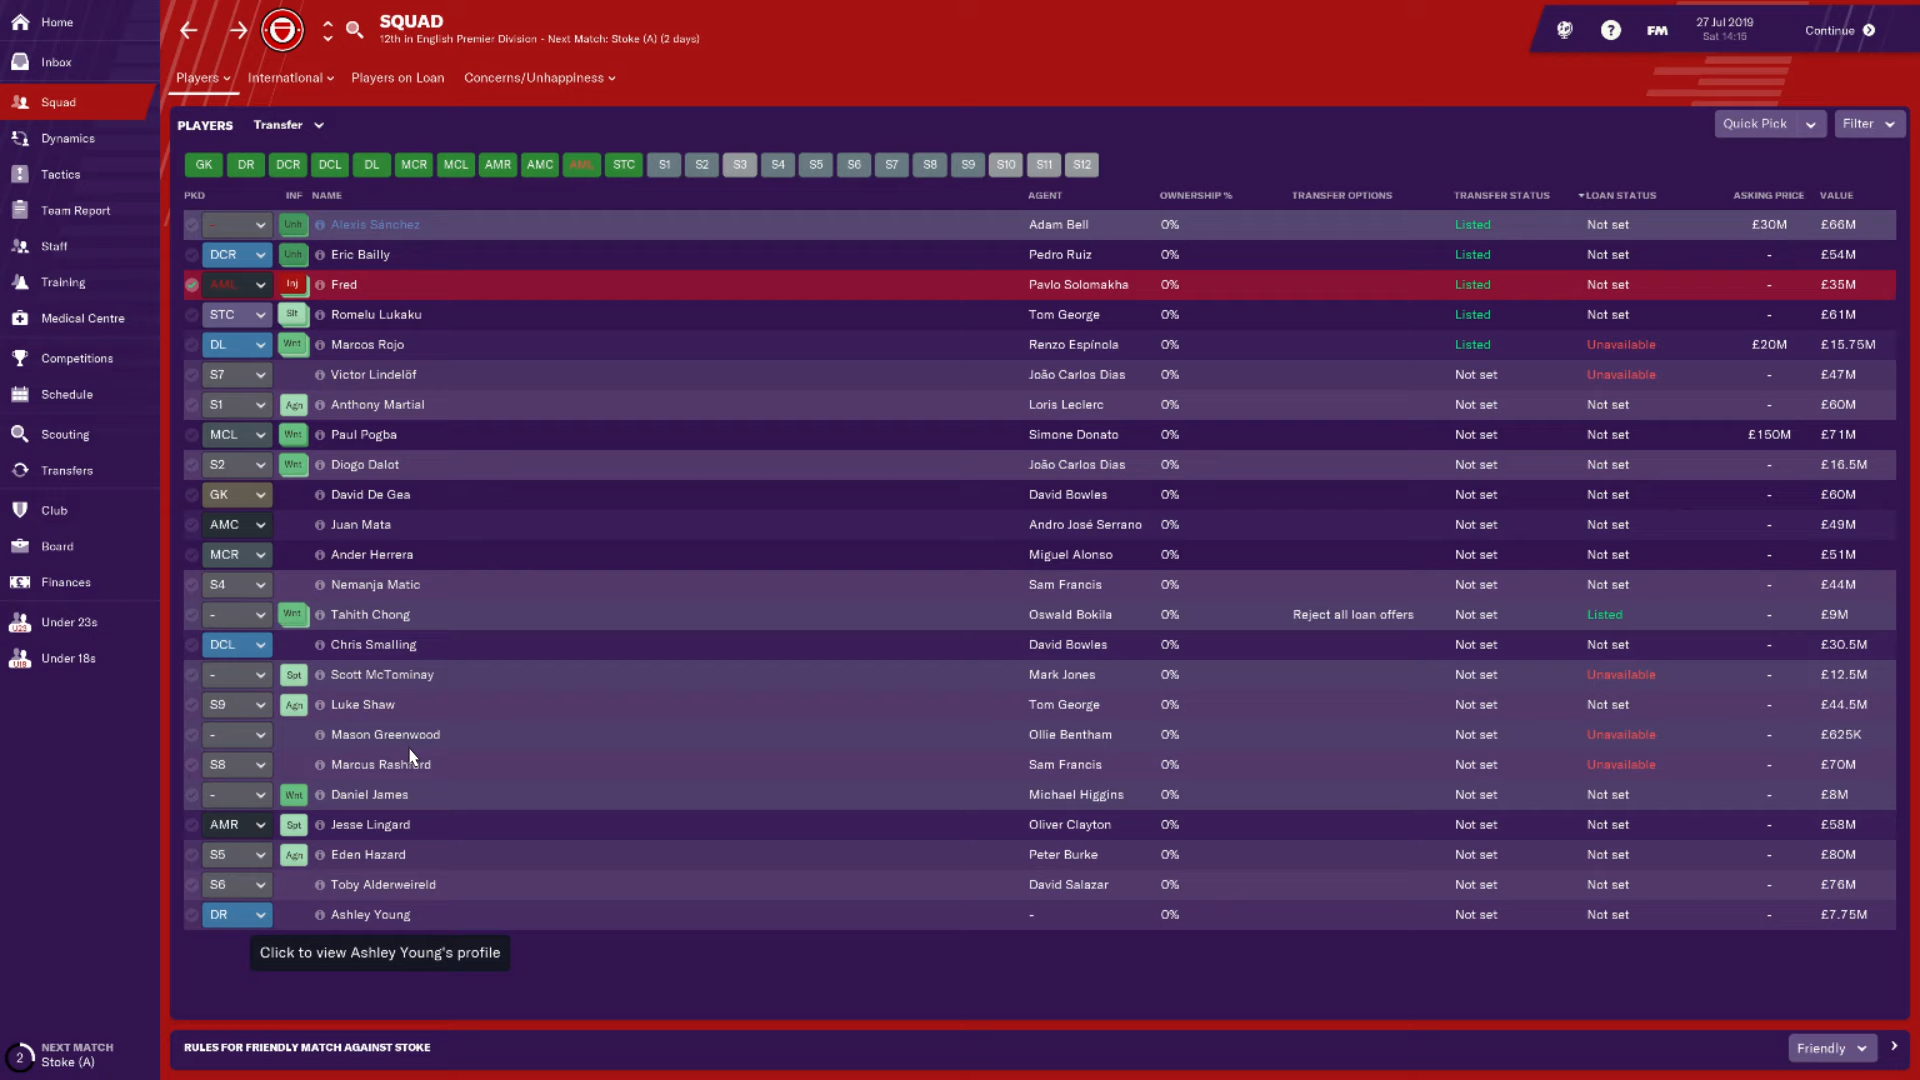 Home
Inbox
Squad
Dynamics
Tactics
Team Report
Staff
Training
Medical Centre
Competitions
Schedule
Scouting
Transfers
Club
Board
Finances
Under 23s
Under 18s
2 NEXT MATCH
Stoke (A)
SQUAD
12th in English Premier Division - Next Match: Stoke (A) (2 days)
FM
27 Jul 2019
Sat 14:15
Continue
Players International Players on Loan Concerns/Unhappiness
PLAYERS Transfer Quick Pick Filter
GK DR DCR DCL DL MCR MCL AMR AMC AML STC S1 S2 S3 S4 S5 S6 S7 S8 S9 S10 S11 S12
PKD INF NAME AGENT OWNERSHIP % TRANSFER OPTIONS TRANSFER STATUS LOAN STATUS ASKING PRICE VALUE
- Unh Alexis Sánchez Adam Bell 0% Listed Not set £30M £66M
DCR Unh Eric Bailly Pedro Ruiz 0% Listed Not set - £54M
AML Inj Fred Pavlo Solomakha 0% Listed Not set - £35M
STC Slt Romelu Lukaku Tom George 0% Listed Not set - £61M
DL Wnt Marcos Rojo Renzo Espínola 0% Listed Unavailable £20M £15.75M
S7 Victor Lindelöf João Carlos Dias 0% Not set Unavailable - £47M
S1 Agn Anthony Martial Loris Leclerc 0% Not set Not set - £60M
MCL Wnt Paul Pogba Simone Donato 0% Not set Not set £150M £71M
S2 Wnt Diogo Dalot João Carlos Dias 0% Not set Not set - £16.5M
GK David De Gea David Bowles 0% Not set Not set - £60M
AMC Juan Mata Andro José Serrano 0% Not set Not set - £49M
MCR Ander Herrera Miguel Alonso 0% Not set Not set - £51M
S4 Nemanja Matic Sam Francis 0% Not set Not set - £44M
- Wnt Tahith Chong Oswald Bokila 0% Reject all loan offers Not set Listed - £9M
DCL Chris Smalling David Bowles 0% Not set Not set - £30.5M
- Spt Scott McTominay Mark Jones 0% Not set Unavailable - £12.5M
S9 Agn Luke Shaw Tom George 0% Not set Not set - £44.5M
- Mason Greenwood Ollie Bentham 0% Not set Unavailable - £625K
S8 Marcus Rashford Sam Francis 0% Not set Unavailable - £70M
- Wnt Daniel James Michael Higgins 0% Not set Not set - £8M
AMR Spt Jesse Lingard Oliver Clayton 0% Not set Not set - £58M
S5 Agn Eden Hazard Peter Burke 0% Not set Not set - £80M
S6 Toby Alderweireld David Salazar 0% Not set Not set - £76M
DR Ashley Young - 0% Not set Not set - £7.75M
Click to view Ashley Young's profile
RULES FOR FRIENDLY MATCH AGAINST STOKE Friendly